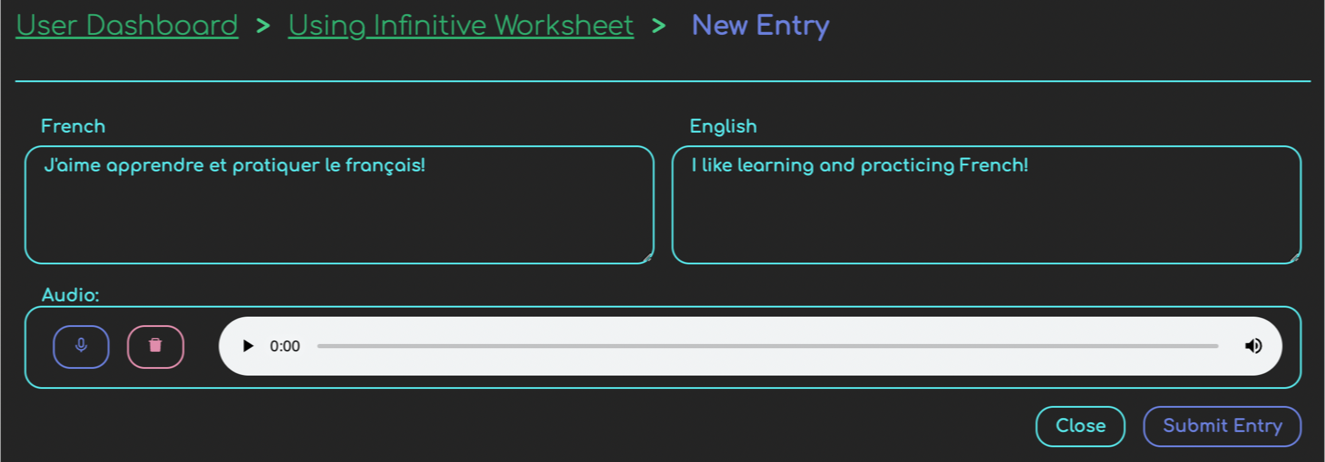 User Dashboard > Using Infinitive Worksheet > New Entry
French
English
J'aime apprendre et pratiquer le français!
I like learning and practicing French!
Audio:
0:00
Close
Submit Entry